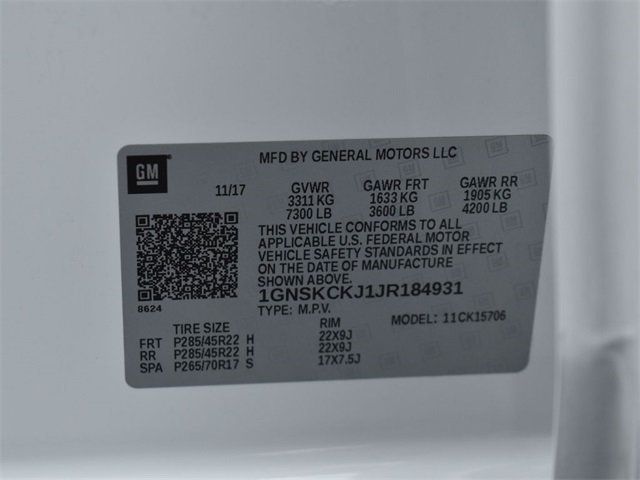 GM
MFD BY GENERAL MOTORS LLC
11/17 GVWR GAWR FRT GAWR RR
3311 KG 1633 KG 1905 KG
7300 LB 3600 LB 4200 LB
THIS VEHICLE CONFORMS TO ALL
APPLICABLE U.S. FEDERAL MOTOR
VEHICLE SAFETY STANDARDS IN EFFECT
ON THE DATE OF MANUFACTURE
SHOWN ABOVE.
1GNSKCKJ1JR184931
8624
TYPE: M.P.V. MODEL: 11CK15706
TIRE SIZE RIM
FRT P285/45R22 H 22X9J
RR P285/45R22 H 22X9J
SPA P265/70R17 S 17X7.5J